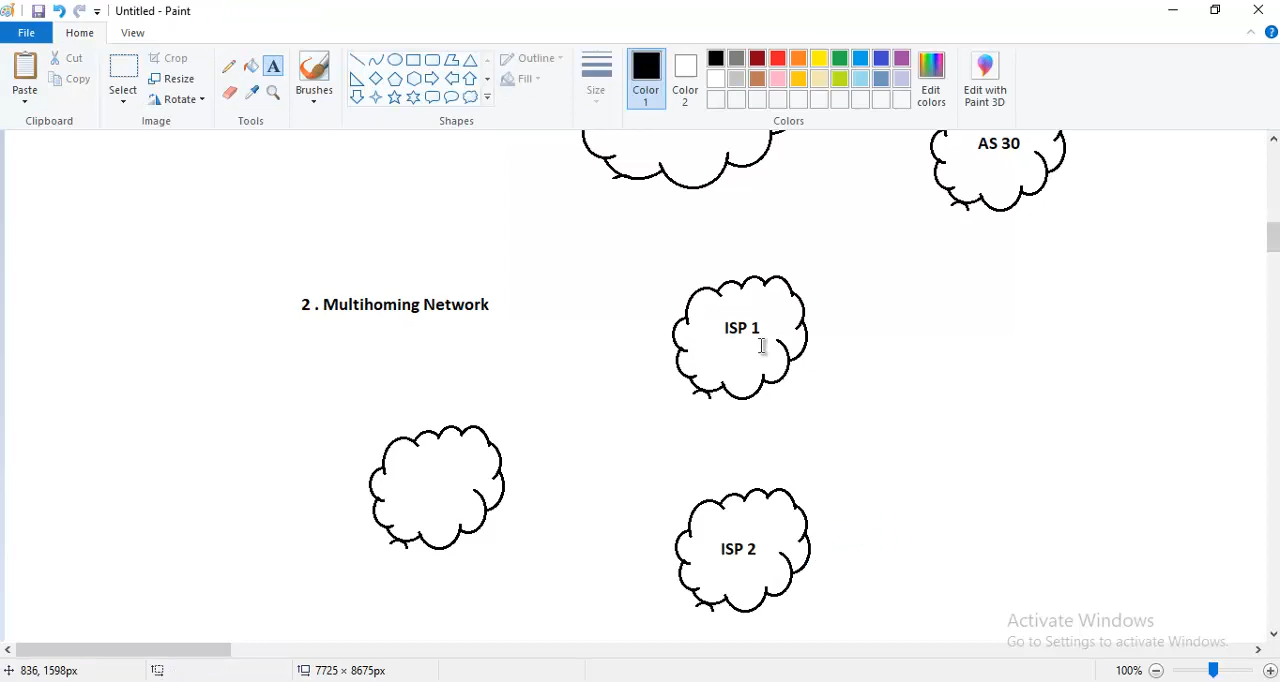 Untitled - Paint
File
Home
View
Paste
Cut
Copy
Clipboard
Select
Crop
Resize
Rotate
Image
A
Tools
Brushes
Outline
Fill
Shapes
Size
Color 1
Color 2
Edit colors
Colors
Edit with Paint 3D
AS 30
2 . Multihoming Network
ISP 1
ISP 2
Activate Windows
Go to Settings to activate Windows.
836, 1598px
7725 × 8675px
100%